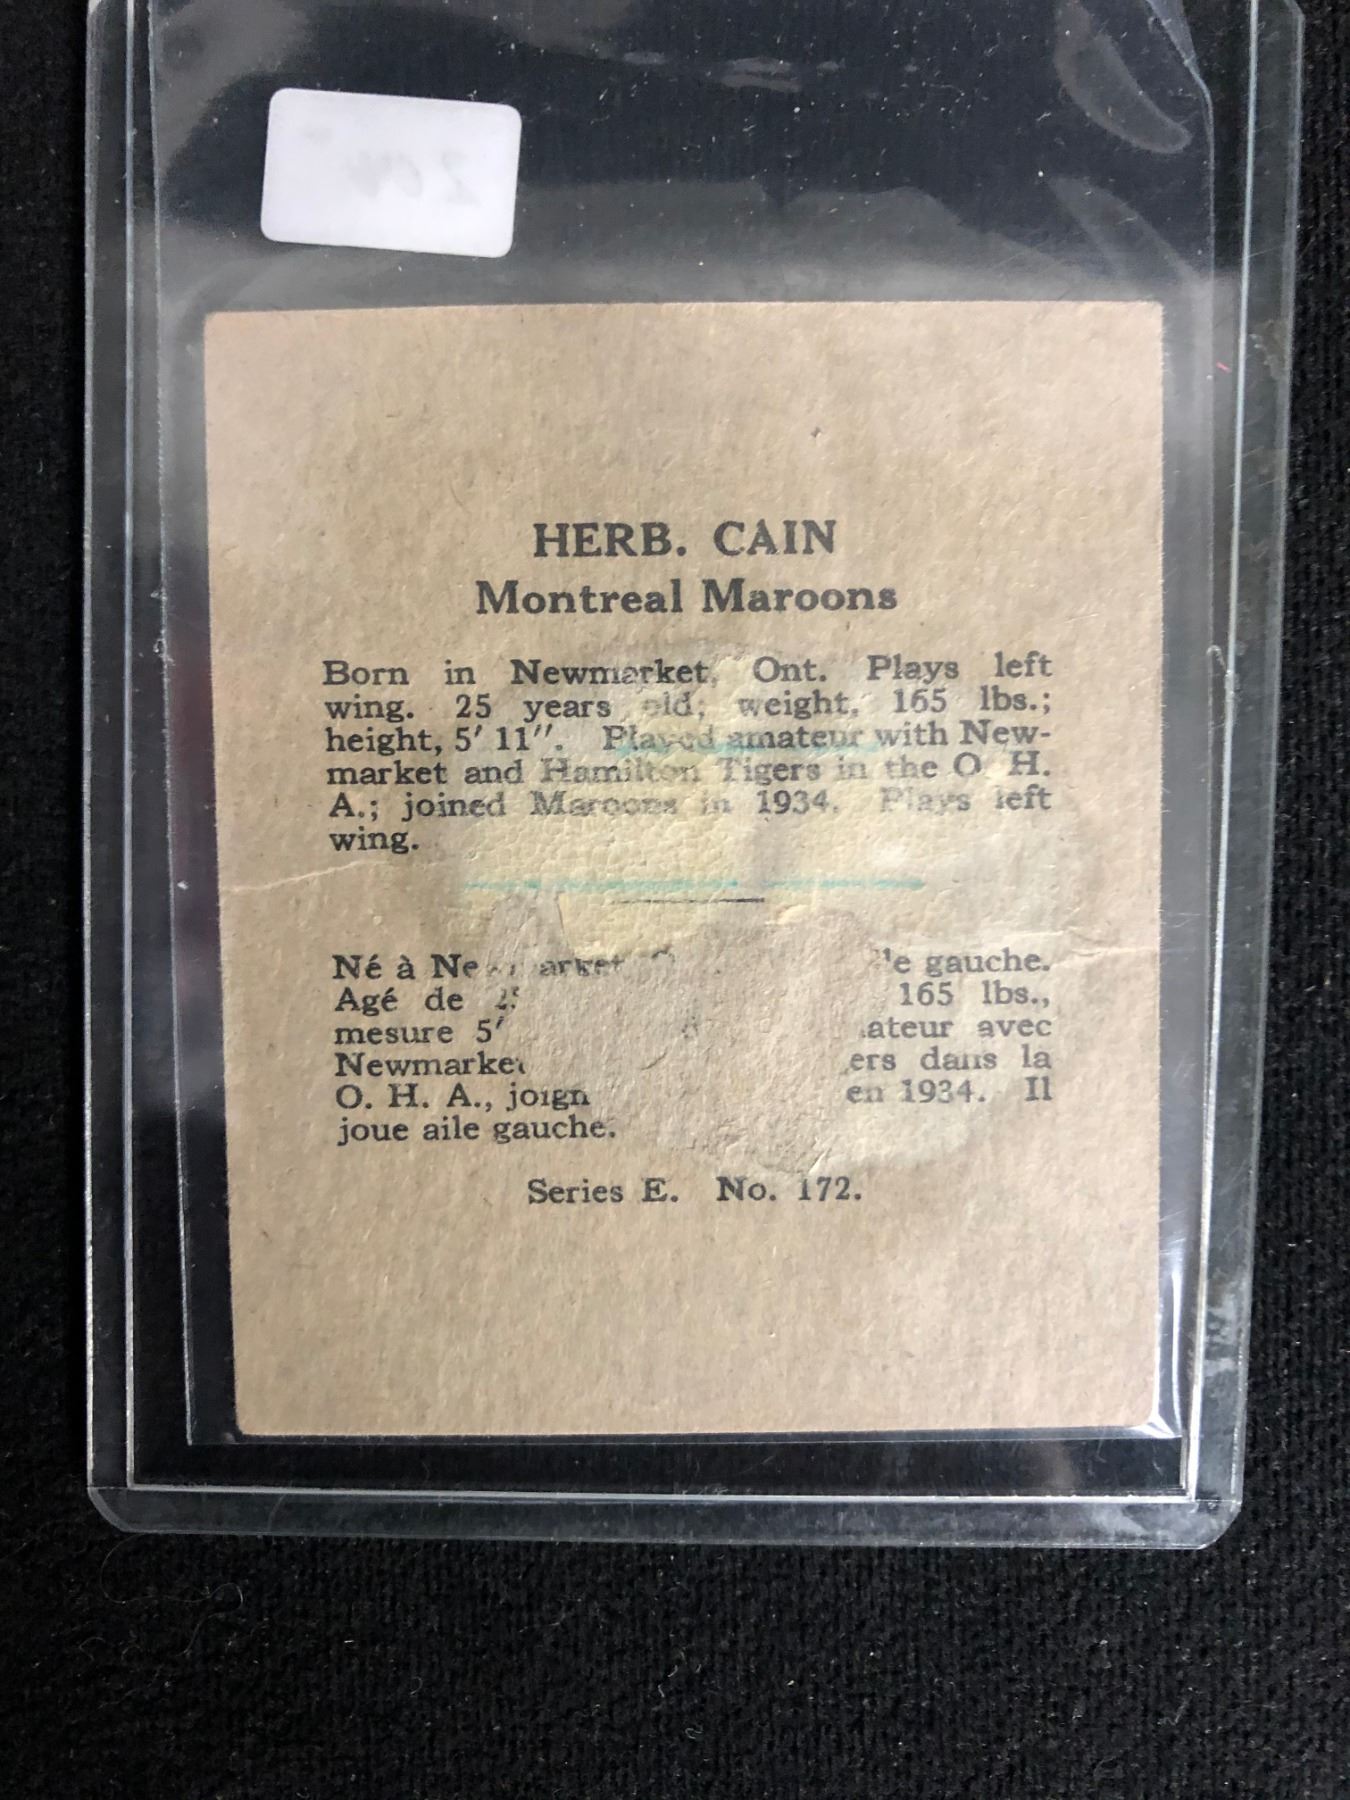 HERB. CAIN
Montreal Maroons
Born in Newmarket, Ont. Plays left
wing. 25 years old; weight, 165 lbs.;
height, 5' 11". Played amateur with New-
market and Hamilton Tigers in the O. H.
A.; joined Maroons in 1934. Plays left
wing.
Né à Newmarket gauche.
Agé de 165 lbs.,
mesure 5' avec
Newmarket dans la
O. H. A., joign en 1934. Il
joue aile gauche.
Series E. No. 172.